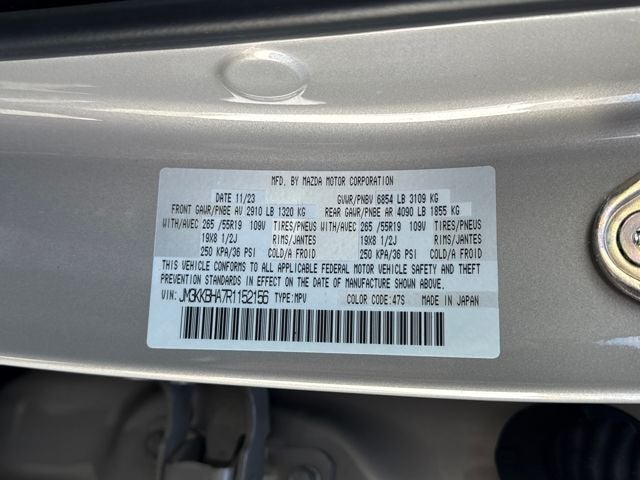 MFD. BY MAZDA MOTOR CORPORATION
DATE 11/23 GVWR/PNBV 6854 LB 3109 KG
FRONT GAWR/PNBE AV 2910 LB 1320 KG REAR GAWR/PNBE AR 4090 LB 1855 KG
WITH/AVEC 265 /55R19 109V TIRES/PNEUS WITH/AVEC 265 /55R19 109V TIRES/PNEUS
19X8 1/2J RIMS/JANTES 19X8 1/2J RIMS/JANTES
250 KPA/36 PSI COLD/A FROID 250 KPA/36 PSI COLD/A FROID
THIS VEHICLE CONFORMS TO ALL APPLICABLE FEDERAL MOTOR VEHICLE SAFETY AND THEFT
PREVENTION STANDARDS IN EFFECT ON THE DATE OF MANUFACTURE SHOWN ABOVE.
VIN: JM3KKBHA7R1152156 TYPE:MPV COLOR CODE:47S MADE IN JAPAN